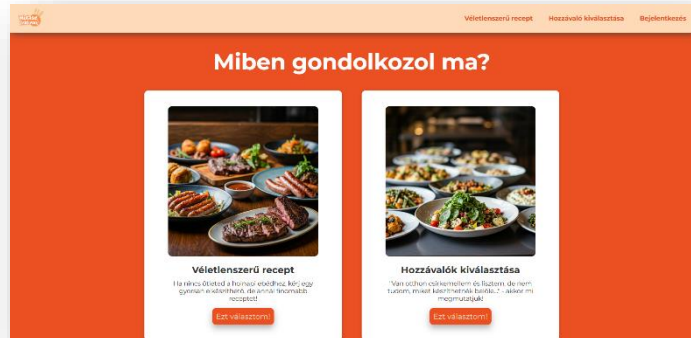 Véletlenszerű recept
Hozzávaló kiválasztása
Bejelentkezés
Miben gondolkozol ma?
Véletlenszerű recept
Ha nincs ötleted a holnapi ebédhez, kérj egy
gyorsan elkészíthető, de annál finomabb
receptet!
Ezt választom!
Hozzávalók kiválasztása
"Van otthon csirkemellem és lisztem, de nem
tudom, miket készíthetnék belőle..." - akkor mi
megmutatjuk!
Ezt választom!